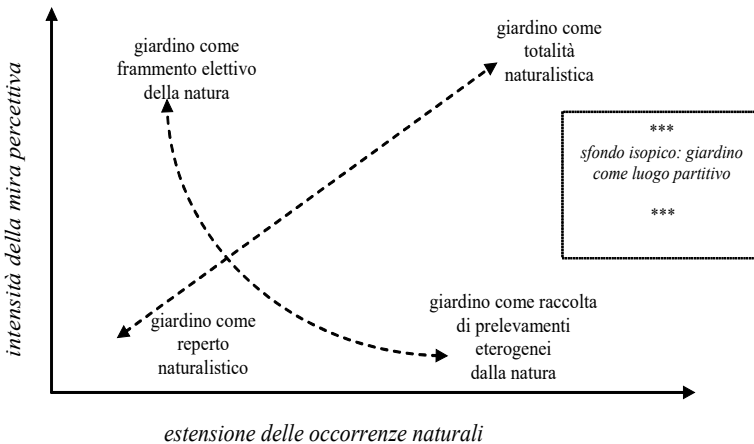 intensità della mira percettiva
giardino come
frammento elettivo
della natura
giardino come
totalità
naturalistica
***
sfondo isopico: giardino
come luogo partitivo
***
giardino come
reperto
naturalistico
giardino come raccolta
di prelevamenti
eterogenei
dalla natura
estensione delle occorrenze naturali